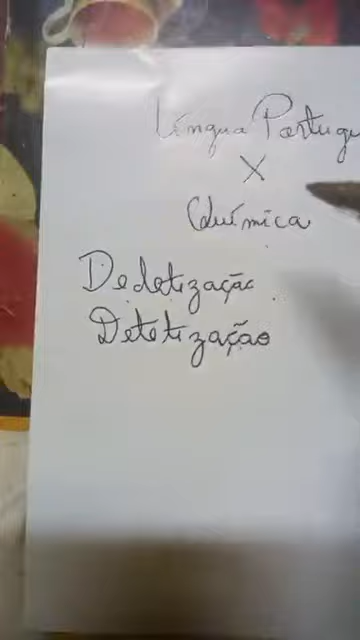 Língua Portugu
X
Química
Dedetização
Detetização